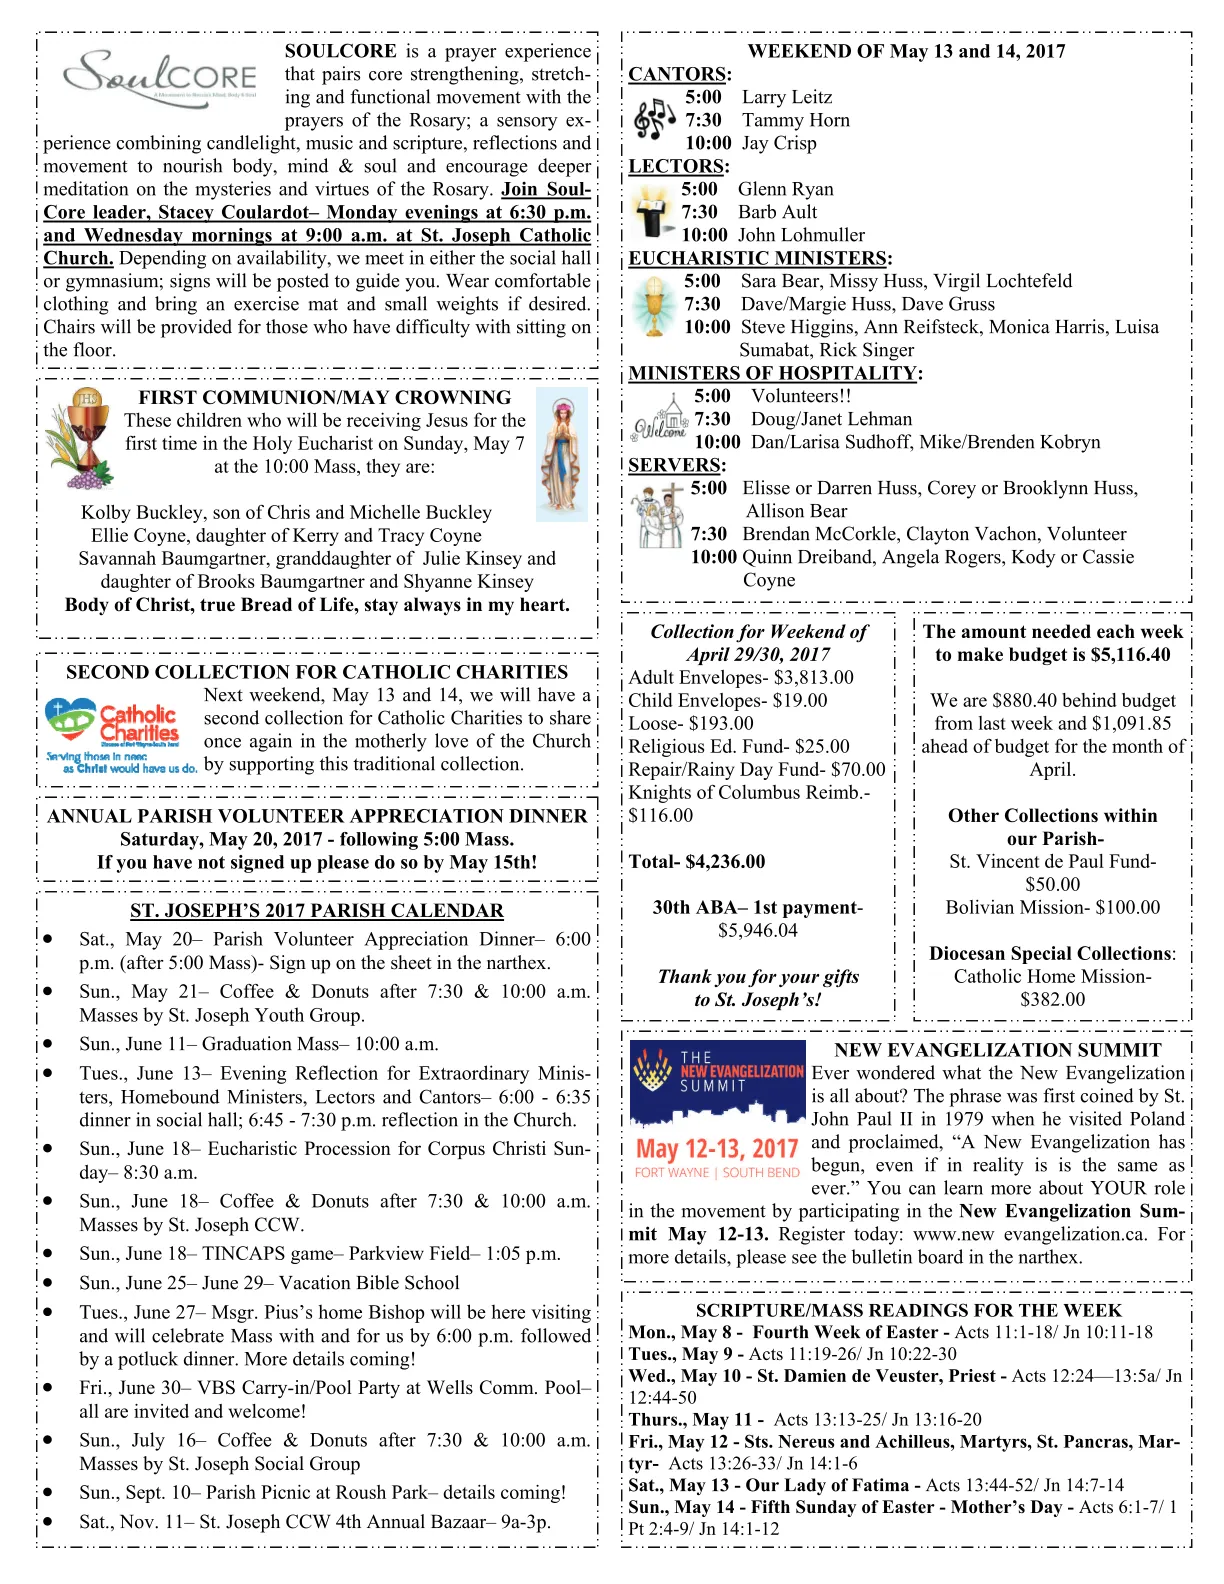 SoulCORE
SOULCORE is a prayer experience
that pairs core strengthening, stretch-
ing and functional movement with the
prayers of the Rosary; a sensory ex-
perience combining candlelight, music and scripture, reflections and
movement to nourish body, mind & soul and encourage deeper
meditation on the mysteries and virtues of the Rosary. Join Soul-
Core leader, Stacey Coulardot– Monday evenings at 6:30 p.m.
and Wednesday mornings at 9:00 a.m. at St. Joseph Catholic
Church. Depending on availability, we meet in either the social hall
or gymnasium; signs will be posted to guide you. Wear comfortable
clothing and bring an exercise mat and small weights if desired.
Chairs will be provided for those who have difficulty with sitting on
the floor.
FIRST COMMUNION/MAY CROWNING
These children who will be receiving Jesus for the
first time in the Holy Eucharist on Sunday, May 7
at the 10:00 Mass, they are:
Kolby Buckley, son of Chris and Michelle Buckley
Ellie Coyne, daughter of Kerry and Tracy Coyne
Savannah Baumgartner, granddaughter of Julie Kinsey and
daughter of Brooks Baumgartner and Shyanne Kinsey
Body of Christ, true Bread of Life, stay always in my heart.
SECOND COLLECTION FOR CATHOLIC CHARITIES
Catholic
Charities
Diocese of Fort Wayne-South Bend
Serving those in need
as Christ would have us do.
Next weekend, May 13 and 14, we will have a
second collection for Catholic Charities to share
once again in the motherly love of the Church
by supporting this traditional collection.
ANNUAL PARISH VOLUNTEER APPRECIATION DINNER
Saturday, May 20, 2017 - following 5:00 Mass.
If you have not signed up please do so by May 15th!
ST. JOSEPH'S 2017 PARISH CALENDAR
• Sat., May 20– Parish Volunteer Appreciation Dinner– 6:00
p.m. (after 5:00 Mass)- Sign up on the sheet in the narthex.
• Sun., May 21– Coffee & Donuts after 7:30 & 10:00 a.m.
Masses by St. Joseph Youth Group.
• Sun., June 11– Graduation Mass– 10:00 a.m.
• Tues., June 13– Evening Reflection for Extraordinary Minis-
ters, Homebound Ministers, Lectors and Cantors– 6:00 - 6:35
dinner in social hall; 6:45 - 7:30 p.m. reflection in the Church.
• Sun., June 18– Eucharistic Procession for Corpus Christi Sun-
day– 8:30 a.m.
• Sun., June 18– Coffee & Donuts after 7:30 & 10:00 a.m.
Masses by St. Joseph CCW.
• Sun., June 18– TINCAPS game– Parkview Field– 1:05 p.m.
• Sun., June 25– June 29– Vacation Bible School
• Tues., June 27– Msgr. Pius's home Bishop will be here visiting
and will celebrate Mass with and for us by 6:00 p.m. followed
by a potluck dinner. More details coming!
• Fri., June 30– VBS Carry-in/Pool Party at Wells Comm. Pool–
all are invited and welcome!
• Sun., July 16– Coffee & Donuts after 7:30 & 10:00 a.m.
Masses by St. Joseph Social Group
• Sun., Sept. 10– Parish Picnic at Roush Park– details coming!
• Sat., Nov. 11– St. Joseph CCW 4th Annual Bazaar– 9a-3p.
WEEKEND OF May 13 and 14, 2017
CANTORS:
5:00 Larry Leitz
7:30 Tammy Horn
10:00 Jay Crisp
LECTORS:
5:00 Glenn Ryan
7:30 Barb Ault
10:00 John Lohmuller
EUCHARISTIC MINISTERS:
5:00 Sara Bear, Missy Huss, Virgil Lochtefeld
7:30 Dave/Margie Huss, Dave Gruss
10:00 Steve Higgins, Ann Reifsteck, Monica Harris, Luisa
Sumabat, Rick Singer
MINISTERS OF HOSPITALITY:
Welcome
5:00 Volunteers!!
7:30 Doug/Janet Lehman
10:00 Dan/Larisa Sudhoff, Mike/Brenden Kobryn
SERVERS:
5:00 Elisse or Darren Huss, Corey or Brooklynn Huss,
Allison Bear
7:30 Brendan McCorkle, Clayton Vachon, Volunteer
10:00 Quinn Dreiband, Angela Rogers, Kody or Cassie
Coyne
Collection for Weekend of
April 29/30, 2017
Adult Envelopes- $3,813.00
Child Envelopes- $19.00
Loose- $193.00
Religious Ed. Fund- $25.00
Repair/Rainy Day Fund- $70.00
Knights of Columbus Reimb.-
$116.00
Total- $4,236.00
30th ABA– 1st payment-
$5,946.04
Thank you for your gifts
to St. Joseph's!
The amount needed each week
to make budget is $5,116.40
We are $880.40 behind budget
from last week and $1,091.85
ahead of budget for the month of
April.
Other Collections within
our Parish-
St. Vincent de Paul Fund-
$50.00
Bolivian Mission- $100.00
Diocesan Special Collections:
Catholic Home Mission-
$382.00
THE
NEW EVANGELIZATION
SUMMIT
May 12-13, 2017
FORT WAYNE | SOUTH BEND
NEW EVANGELIZATION SUMMIT
Ever wondered what the New Evangelization
is all about? The phrase was first coined by St.
John Paul II in 1979 when he visited Poland
and proclaimed, “A New Evangelization has
begun, even if in reality is is the same as
ever.” You can learn more about YOUR role
in the movement by participating in the New Evangelization Sum-
mit May 12-13. Register today: www.new evangelization.ca. For
more details, please see the bulletin board in the narthex.
SCRIPTURE/MASS READINGS FOR THE WEEK
Mon., May 8 - Fourth Week of Easter - Acts 11:1-18/ Jn 10:11-18
Tues., May 9 - Acts 11:19-26/ Jn 10:22-30
Wed., May 10 - St. Damien de Veuster, Priest - Acts 12:24—13:5a/ Jn
12:44-50
Thurs., May 11 - Acts 13:13-25/ Jn 13:16-20
Fri., May 12 - Sts. Nereus and Achilleus, Martyrs, St. Pancras, Mar-
tyr- Acts 13:26-33/ Jn 14:1-6
Sat., May 13 - Our Lady of Fatima - Acts 13:44-52/ Jn 14:7-14
Sun., May 14 - Fifth Sunday of Easter - Mother's Day - Acts 6:1-7/ 1
Pt 2:4-9/ Jn 14:1-12